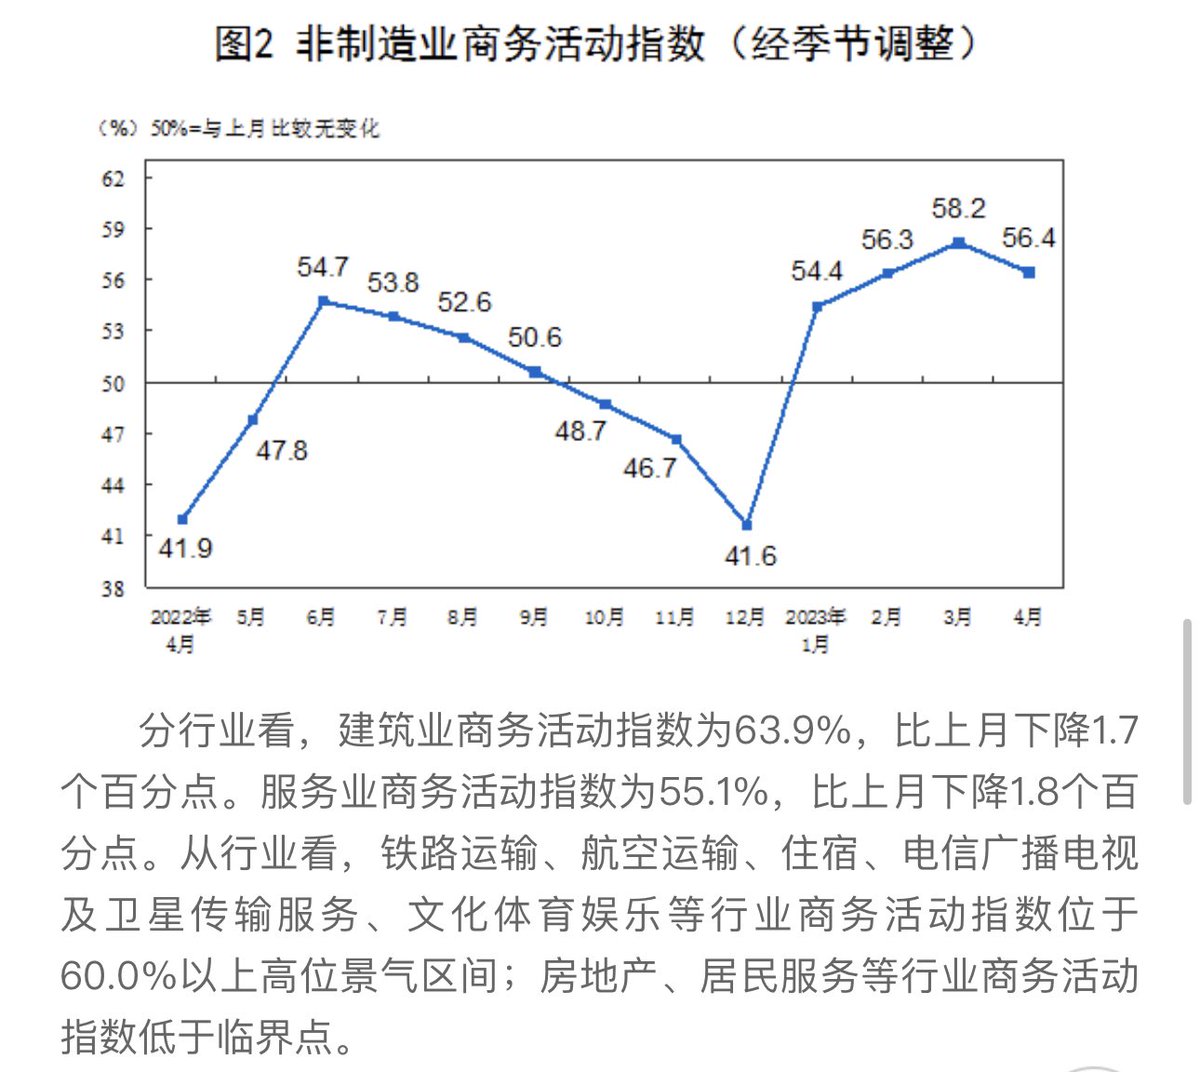 图2 非制造业商务活动指数（经季节调整）
（%）50%=与上月比较无变化
62
59
56
53
50
47
44
41
38
41.9
47.8
54.7
53.8
52.6
50.6
48.7
46.7
41.6
54.4
56.3
58.2
56.4
2022年 5月 6月 7月 8月 9月 10月 11月 12月 2023年 2月 3月 4月
4月 1月
分行业看，建筑业商务活动指数为63.9%，比上月下降1.7
个百分点。服务业商务活动指数为55.1%，比上月下降1.8个百
分点。从行业看，铁路运输、航空运输、住宿、电信广播电视
及卫星传输服务、文化体育娱乐等行业商务活动指数位于
60.0%以上高位景气区间；房地产、居民服务等行业商务活动
指数低于临界点。